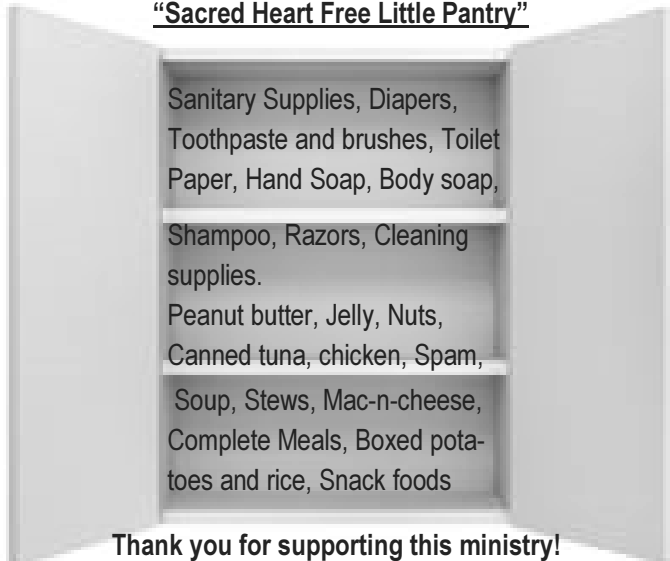 “Sacred Heart Free Little Pantry”
Sanitary Supplies, Diapers,
Toothpaste and brushes, Toilet
Paper, Hand Soap, Body soap,
Shampoo, Razors, Cleaning
supplies.
Peanut butter, Jelly, Nuts,
Canned tuna, chicken, Spam,
Soup, Stews, Mac-n-cheese,
Complete Meals, Boxed pota-
toes and rice, Snack foods
Thank you for supporting this ministry!